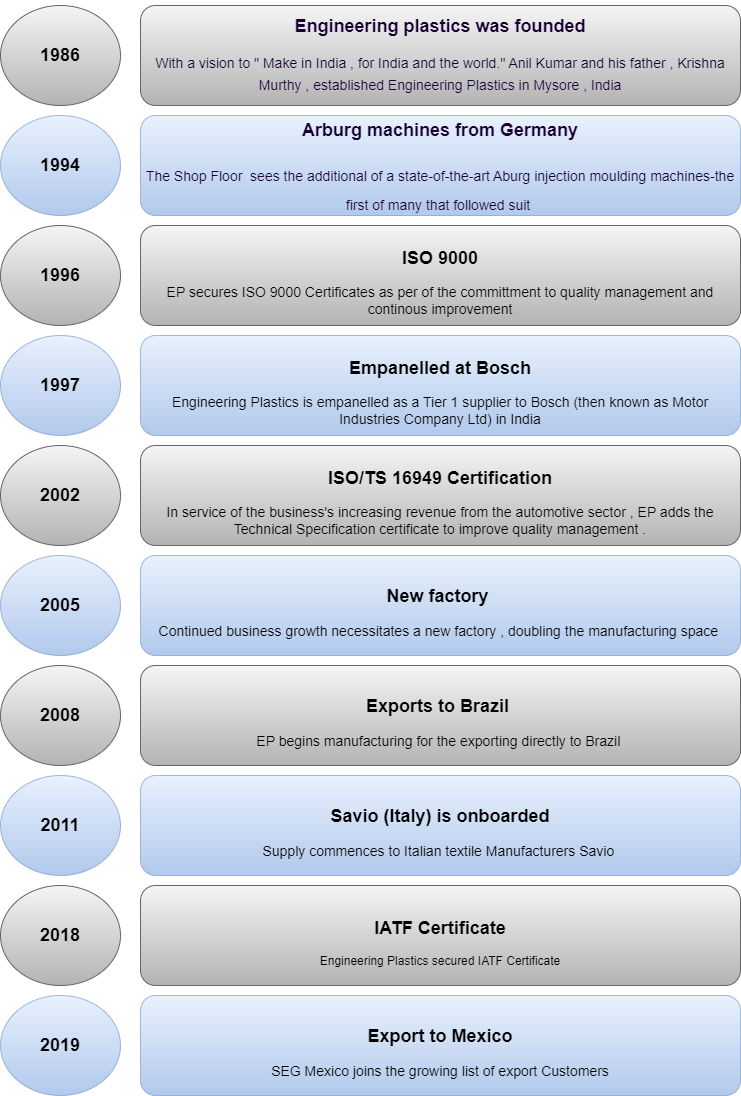 1986
Engineering plastics was founded
With a vision to " Make in India , for India and the world." Anil Kumar and his father , Krishna
Murthy , established Engineering Plastics in Mysore , India
1994
Arburg machines from Germany
The Shop Floor  sees the additional of a state-of-the-art Aburg injection moulding machines-the
first of many that followed suit
1996
ISO 9000
EP secures ISO 9000 Certificates as per of the committment to quality management and
continous improvement
1997
Empanelled at Bosch
Engineering Plastics is empanelled as a Tier 1 supplier to Bosch (then known as Motor
Industries Company Ltd) in India
2002
ISO/TS 16949 Certification
In service of the business's increasing revenue from the automotive sector , EP adds the
Technical Specification certificate to improve quality management .
2005
New factory
Continued business growth necessitates a new factory , doubling the manufacturing space
2008
Exports to Brazil
EP begins manufacturing for the exporting directly to Brazil
2011
Savio (Italy) is onboarded
Supply commences to Italian textile Manufacturers Savio
2018
IATF Certificate
Engineering Plastics secured IATF Certificate
2019
Export to Mexico
SEG Mexico joins the growing list of export Customers